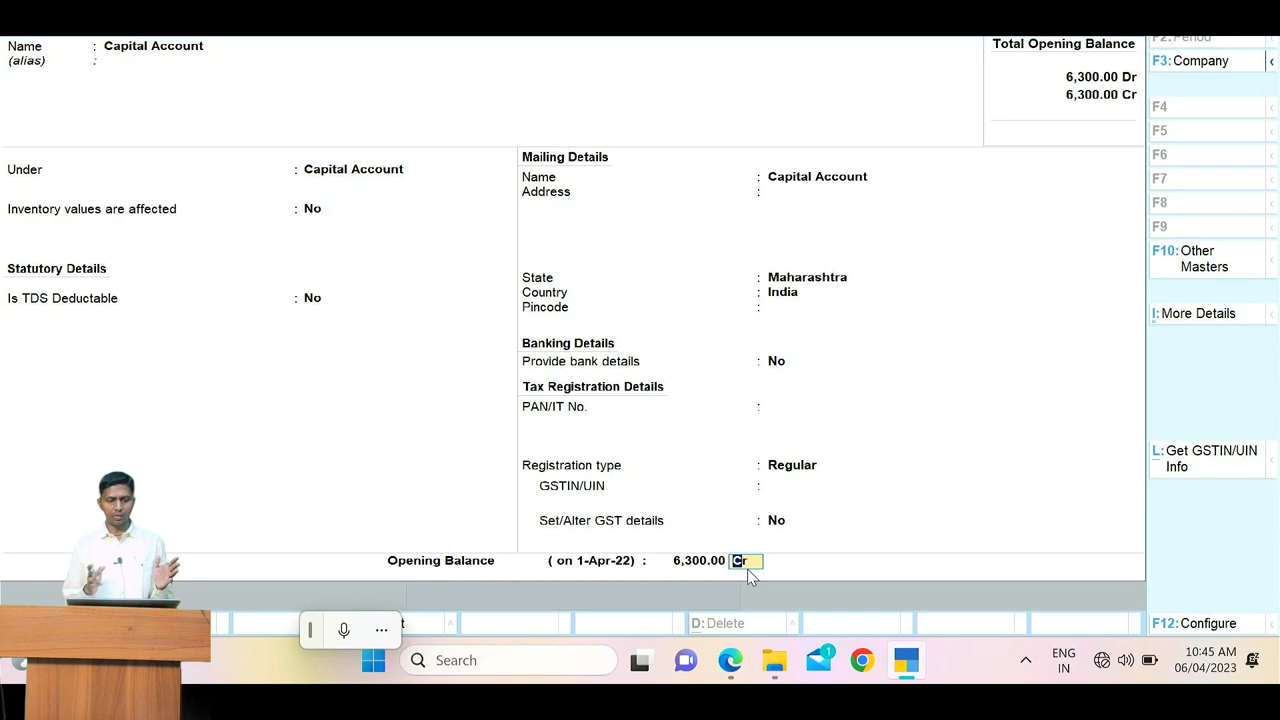 Name : Capital Account
(alias) :
Total Opening Balance
6,300.00 Dr
6,300.00 Cr
Under : Capital Account
Inventory values are affected : No
Statutory Details
Is TDS Deductable : No
Mailing Details
Name : Capital Account
Address :
State : Maharashtra
Country : India
Pincode :
Banking Details
Provide bank details : No
Tax Registration Details
PAN/IT No. :
Registration type : Regular
GSTIN/UIN :
Set/Alter GST details : No
Opening Balance ( on 1-Apr-22) : 6,300.00 Cr
F2: Period
F3: Company
F4
F5
F6
F7
F8
F9
F10: Other
Masters
I: More Details
L: Get GSTIN/UIN
Info
D: Delete
F12: Configure
Search
1
ENG
IN
10:45 AM
06/04/2023